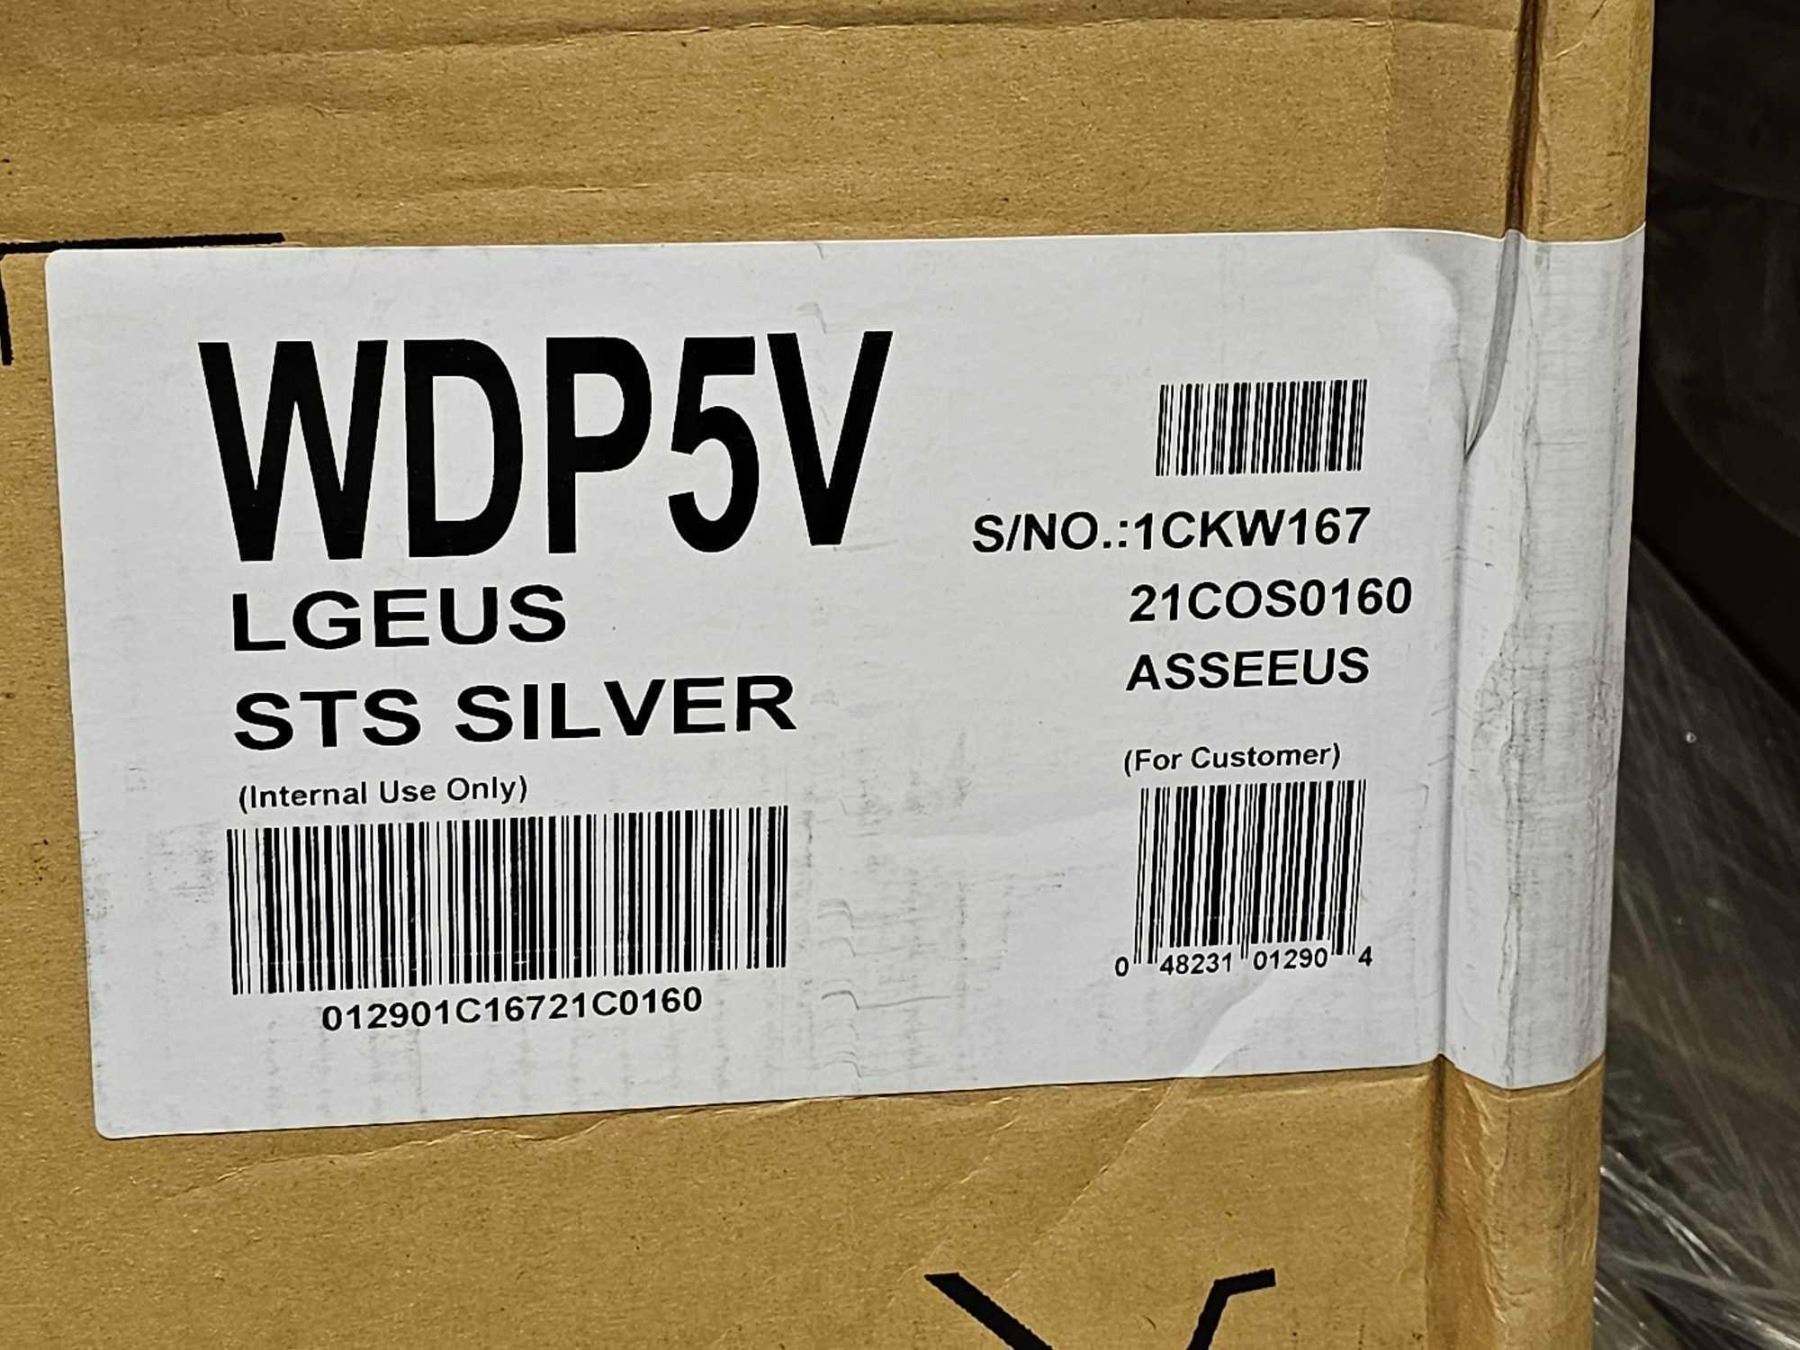 WDP5V
LGEUS
STS SILVER
(Internal Use Only)
012901C16721C0160
S/NO.:1CKW167
21COS0160
ASSEEUS
(For Customer)
0 48231 01290 4